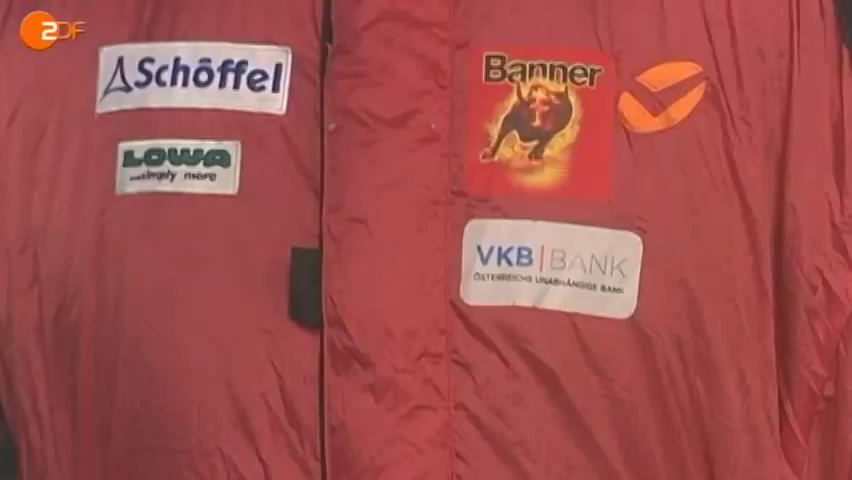 ZDF
Schöffel
LOWA
...simply more
Banner
VKB|BANK
ÖSTERREICHS UNABHÄNGIGE BANK